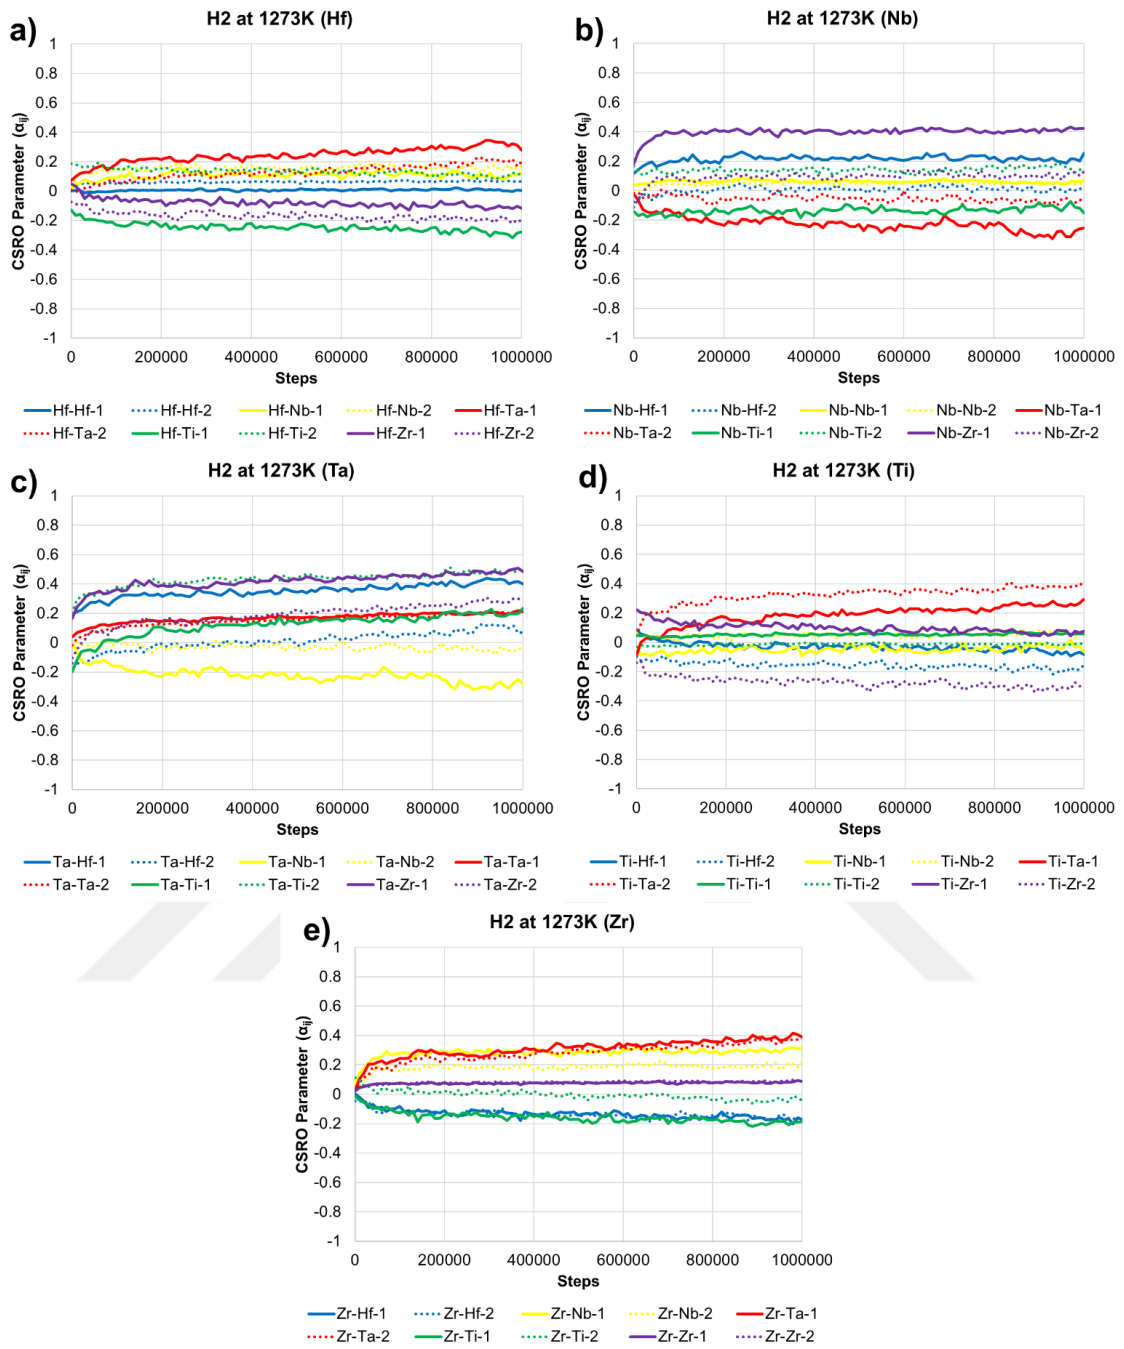 a)
H2 at 1273K (Hf)
CSRO Parameter (αij)
1
0.8
0.6
0.4
0.2
0
-0.2
-0.4
-0.6
-0.8
-1
0 200000 400000 600000 800000 1000000
Steps
Hf-Hf-1 Hf-Hf-2 Hf-Nb-1 Hf-Nb-2 Hf-Ta-1
Hf-Ta-2 Hf-Ti-1 Hf-Ti-2 Hf-Zr-1 Hf-Zr-2
b)
H2 at 1273K (Nb)
CSRO Parameter (αij)
1
0.8
0.6
0.4
0.2
0
-0.2
-0.4
-0.6
-0.8
-1
0 200000 400000 600000 800000 1000000
Steps
Nb-Hf-1 Nb-Hf-2 Nb-Nb-1 Nb-Nb-2 Nb-Ta-1
Nb-Ta-2 Nb-Ti-1 Nb-Ti-2 Nb-Zr-1 Nb-Zr-2
c)
H2 at 1273K (Ta)
CSRO Parameter (αij)
1
0.8
0.6
0.4
0.2
0
-0.2
-0.4
-0.6
-0.8
-1
0 200000 400000 600000 800000 1000000
Steps
Ta-Hf-1 Ta-Hf-2 Ta-Nb-1 Ta-Nb-2 Ta-Ta-1
Ta-Ta-2 Ta-Ti-1 Ta-Ti-2 Ta-Zr-1 Ta-Zr-2
d)
H2 at 1273K (Ti)
CSRO Parameter (αij)
1
0.8
0.6
0.4
0.2
0
-0.2
-0.4
-0.6
-0.8
-1
0 200000 400000 600000 800000 1000000
Steps
Ti-Hf-1 Ti-Hf-2 Ti-Nb-1 Ti-Nb-2 Ti-Ta-1
Ti-Ta-2 Ti-Ti-1 Ti-Ti-2 Ti-Zr-1 Ti-Zr-2
e)
H2 at 1273K (Zr)
CSRO Parameter (αij)
1
0.8
0.6
0.4
0.2
0
-0.2
-0.4
-0.6
-0.8
-1
0 200000 400000 600000 800000 1000000
Steps
Zr-Hf-1 Zr-Hf-2 Zr-Nb-1 Zr-Nb-2 Zr-Ta-1
Zr-Ta-2 Zr-Ti-1 Zr-Ti-2 Zr-Zr-1 Zr-Zr-2